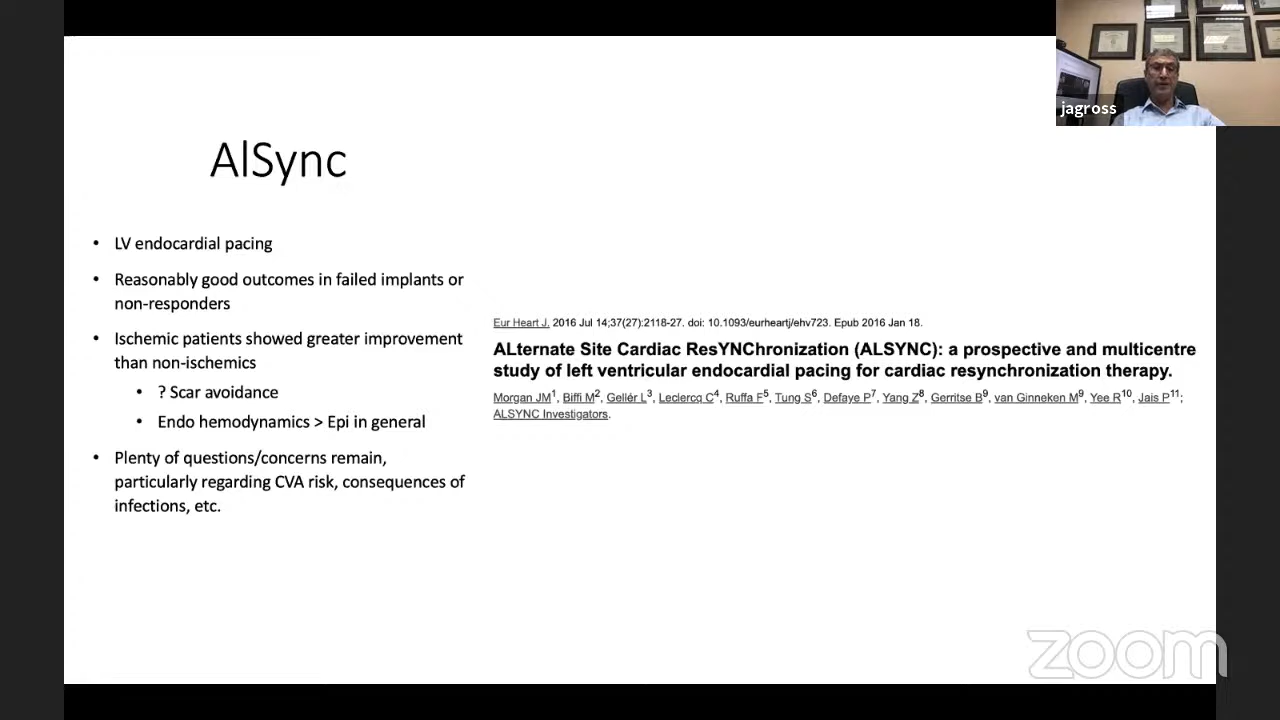 jagross
AlSync
• LV endocardial pacing
• Reasonably good outcomes in failed implants or
non-responders
• Ischemic patients showed greater improvement
than non-ischemics
• ? Scar avoidance
• Endo hemodynamics > Epi in general
• Plenty of questions/concerns remain,
particularly regarding CVA risk, consequences of
infections, etc.
Eur Heart J. 2016 Jul 14;37(27):2118-27. doi: 10.1093/eurheartj/ehv723. Epub 2016 Jan 18.
ALternate Site Cardiac ResYNChronization (ALSYNC): a prospective and multicentre
study of left ventricular endocardial pacing for cardiac resynchronization therapy.
Morgan JM1, Biffi M2, Gellér L3, Leclercq C4, Ruffa F5, Tung S6, Defaye P7, Yang Z8, Gerritse B9, van Ginneken M9, Yee R10, Jais P11;
ALSYNC Investigators.
zoom